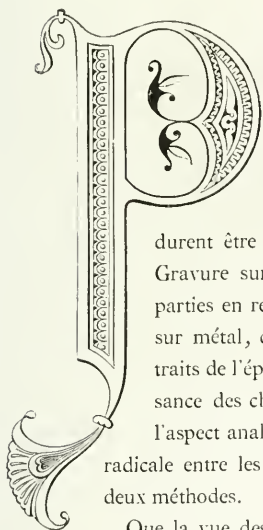 P
durent être
Gravure sur
parties en re
sur métal, c
traits de l'ép
sance des ch
l'aspect anal
radicale entre les
deux méthodes.
Que la vue des